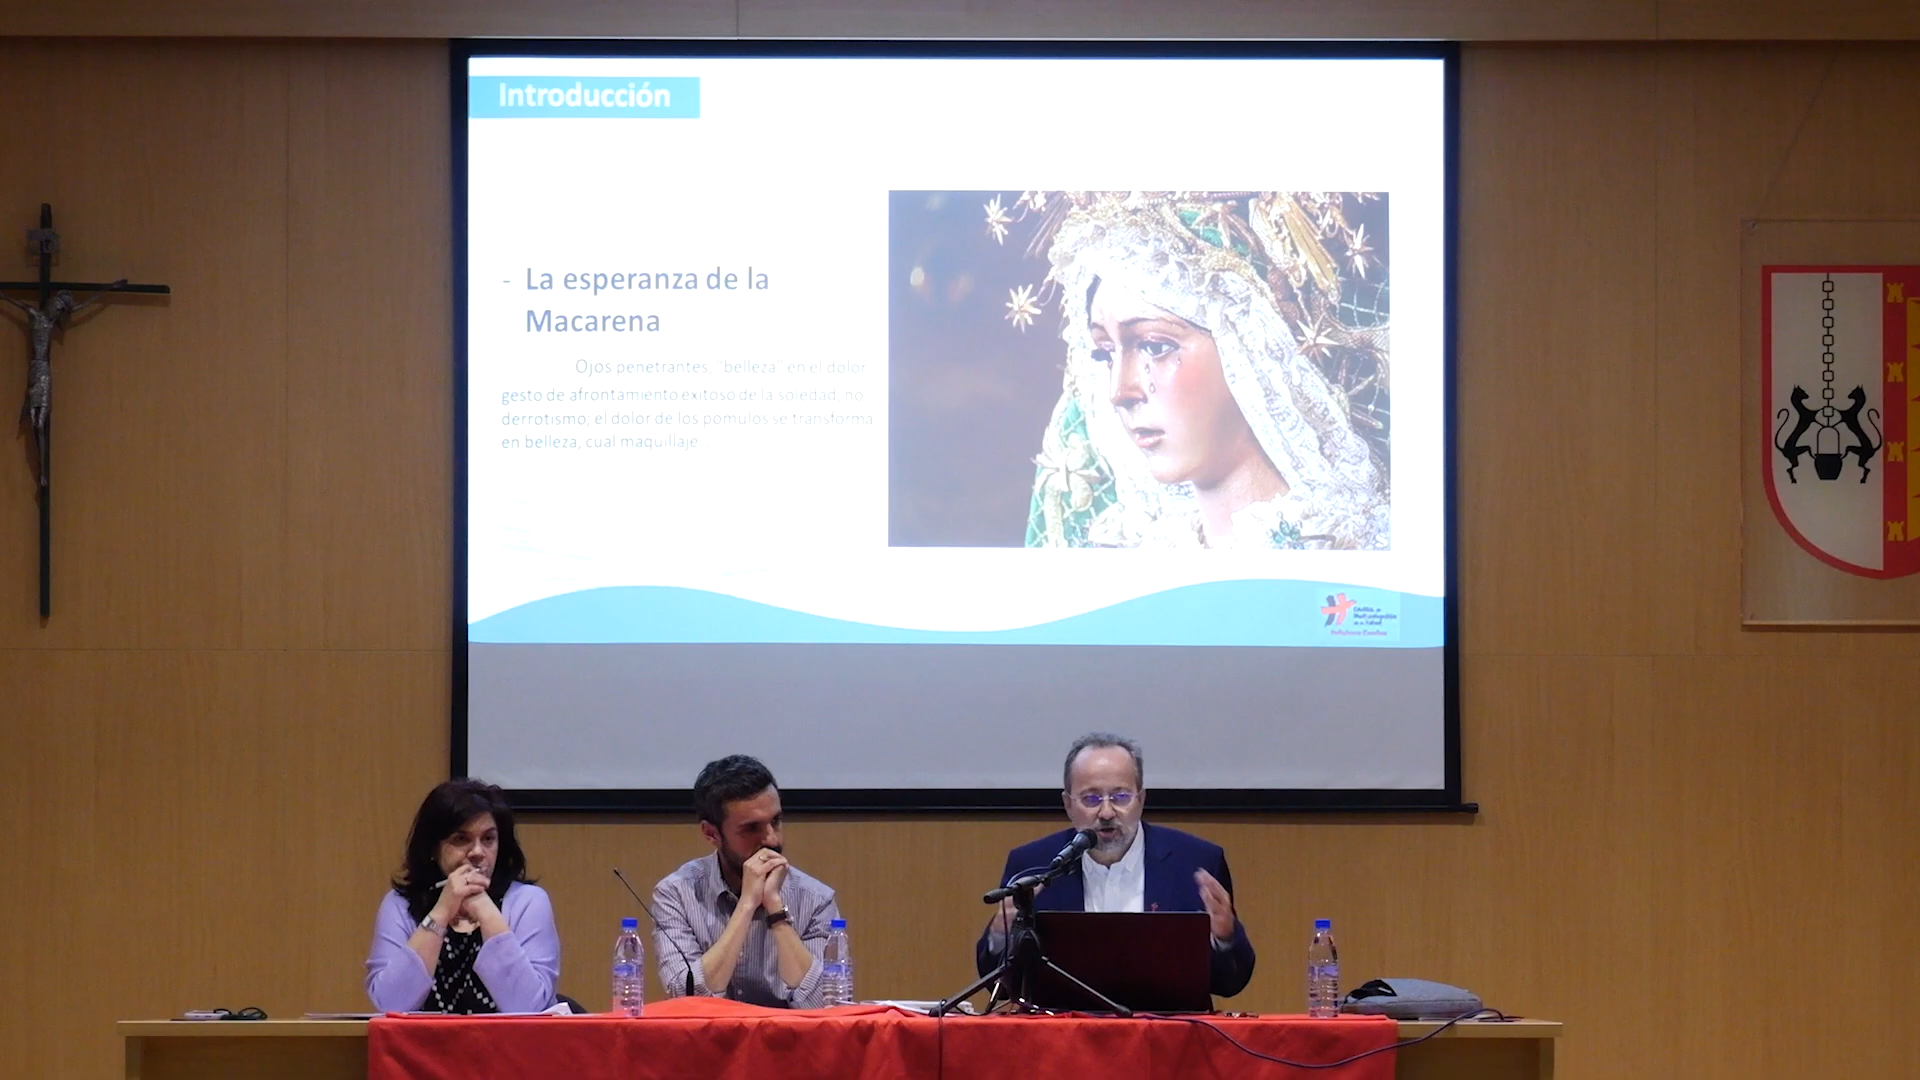 Introducción
- La esperanza de la
Macarena
Ojos penetrantes, "belleza" en el dolor
gesto de afrontamiento exitoso de la soledad, no
derrotismo; el dolor de los pómulos se transforma
en belleza, cual maquillaje